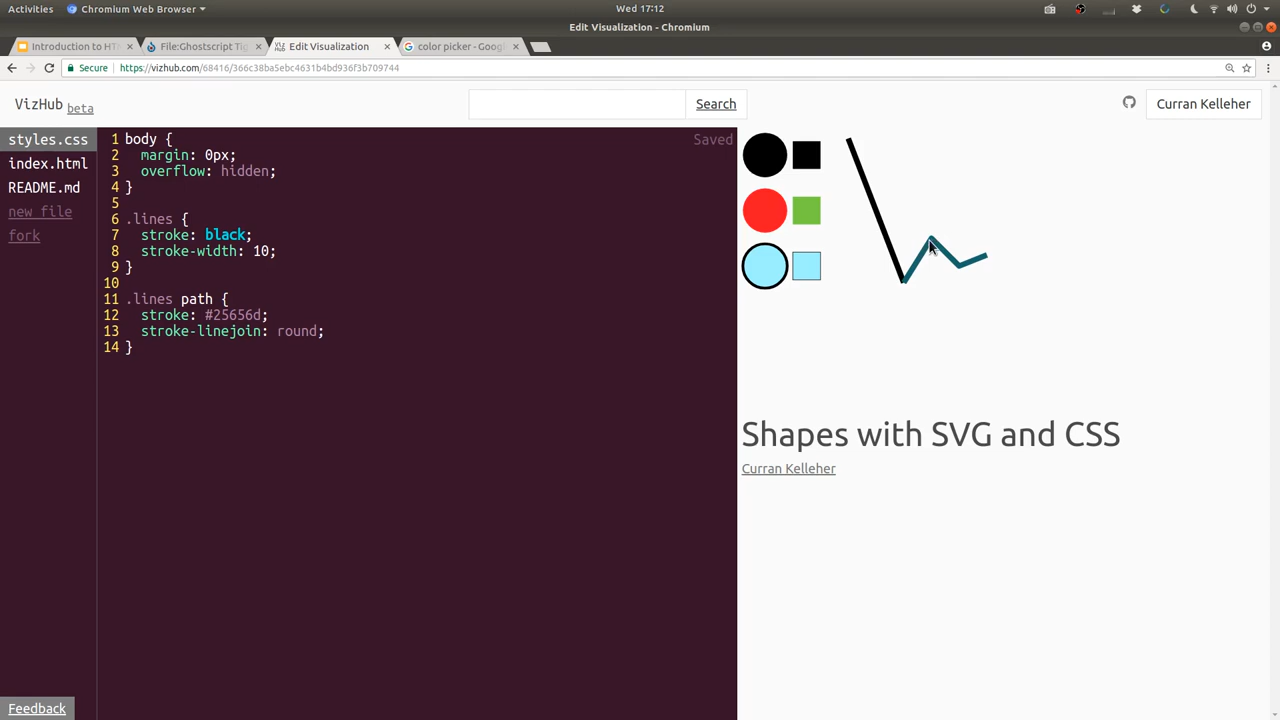 Activities Chromium Web Browser Wed 17:12
Edit Visualization - Chromium
Introduction to HT File:Ghostscript Tig Edit Visualization color picker - Goog
Secure https://vizhub.com/68416/366c38ba5ebc4631b4bd936f3b709744
VizHub beta Search Curran Kelleher
styles.css
index.html
README.md
new file
fork
Saved
1 body {
2 margin: 0px;
3 overflow: hidden;
4 }
5
6 .lines {
7 stroke: black;
8 stroke-width: 10;
9 }
10
11 .lines path {
12 stroke: #25656d;
13 stroke-linejoin: round;
14 }
Shapes with SVG and CSS
Curran Kelleher
Feedback